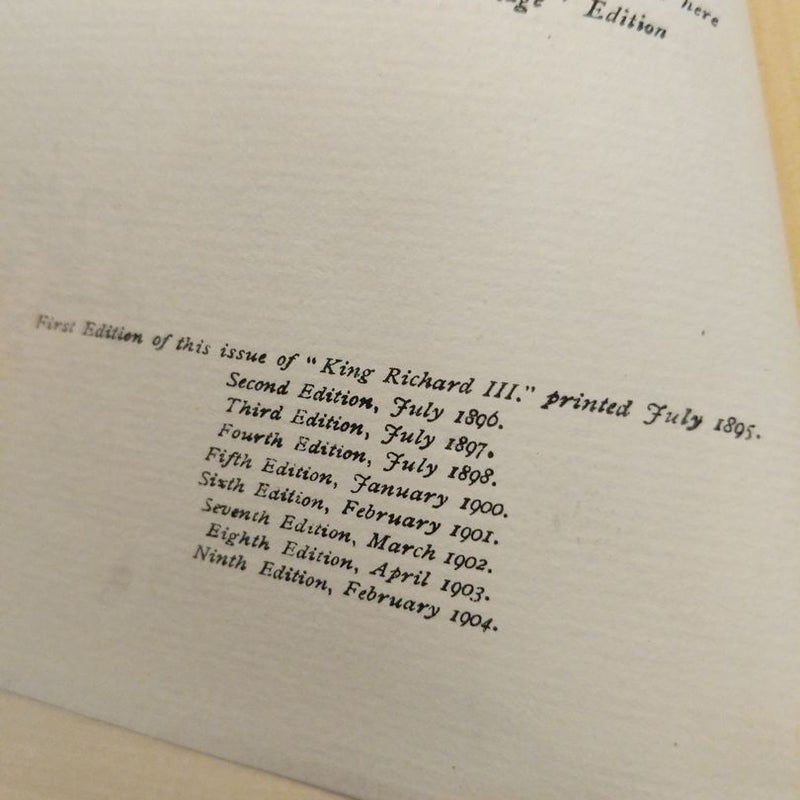 here
Edition
First Edition of this issue of "King Richard III." printed July 1895.
Second Edition, July 1896.
Third Edition, July 1897.
Fourth Edition, July 1898.
Fifth Edition, January 1900.
Sixth Edition, February 1901.
Seventh Edition, March 1902.
Eighth Edition, April 1903.
Ninth Edition, February 1904.